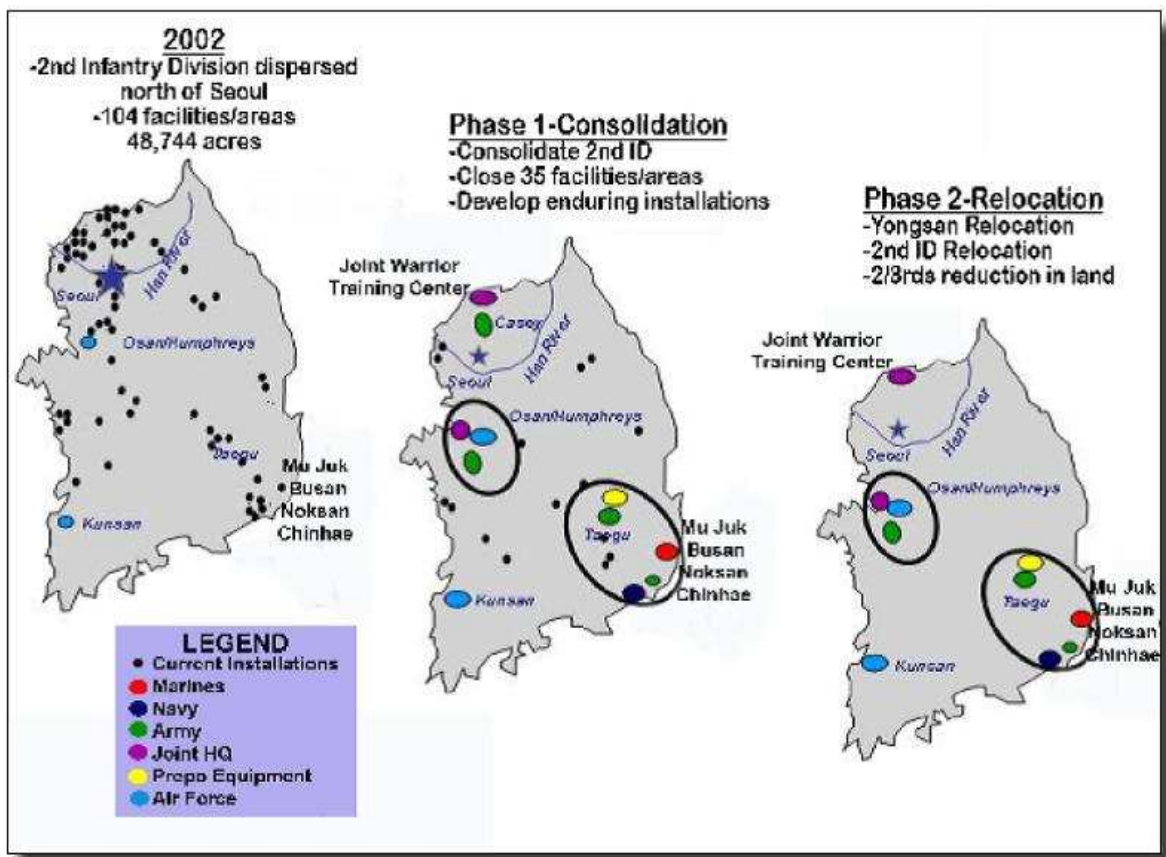 2002
-2nd Infantry Division dispersed
north of Seoul
-104 facilities/areas
48,744 acres
Han River
Seoul
Osan/Humphreys
Taegu
Mu Juk
Busan
Noksan
Chinhae
Kunsan
Phase 1-Consolidation
-Consolidate 2nd ID
-Close 35 facilities/areas
-Develop enduring installations
Joint Warrior
Training Center
Casey
Han River
Seoul
Osan/Humphreys
Taegu
Mu Juk
Busan
Noksan
Chinhae
Kunsan
Phase 2-Relocation
-Yongsan Relocation
-2nd ID Relocation
-2/3rds reduction in land
Joint Warrior
Training Center
Han River
Seoul
Osan/Humphreys
Taegu
Mu Juk
Busan
Noksan
Chinhae
Kunsan
LEGEND
Current Installations
Marines
Navy
Army
Joint HQ
Prepo Equipment
Air Force